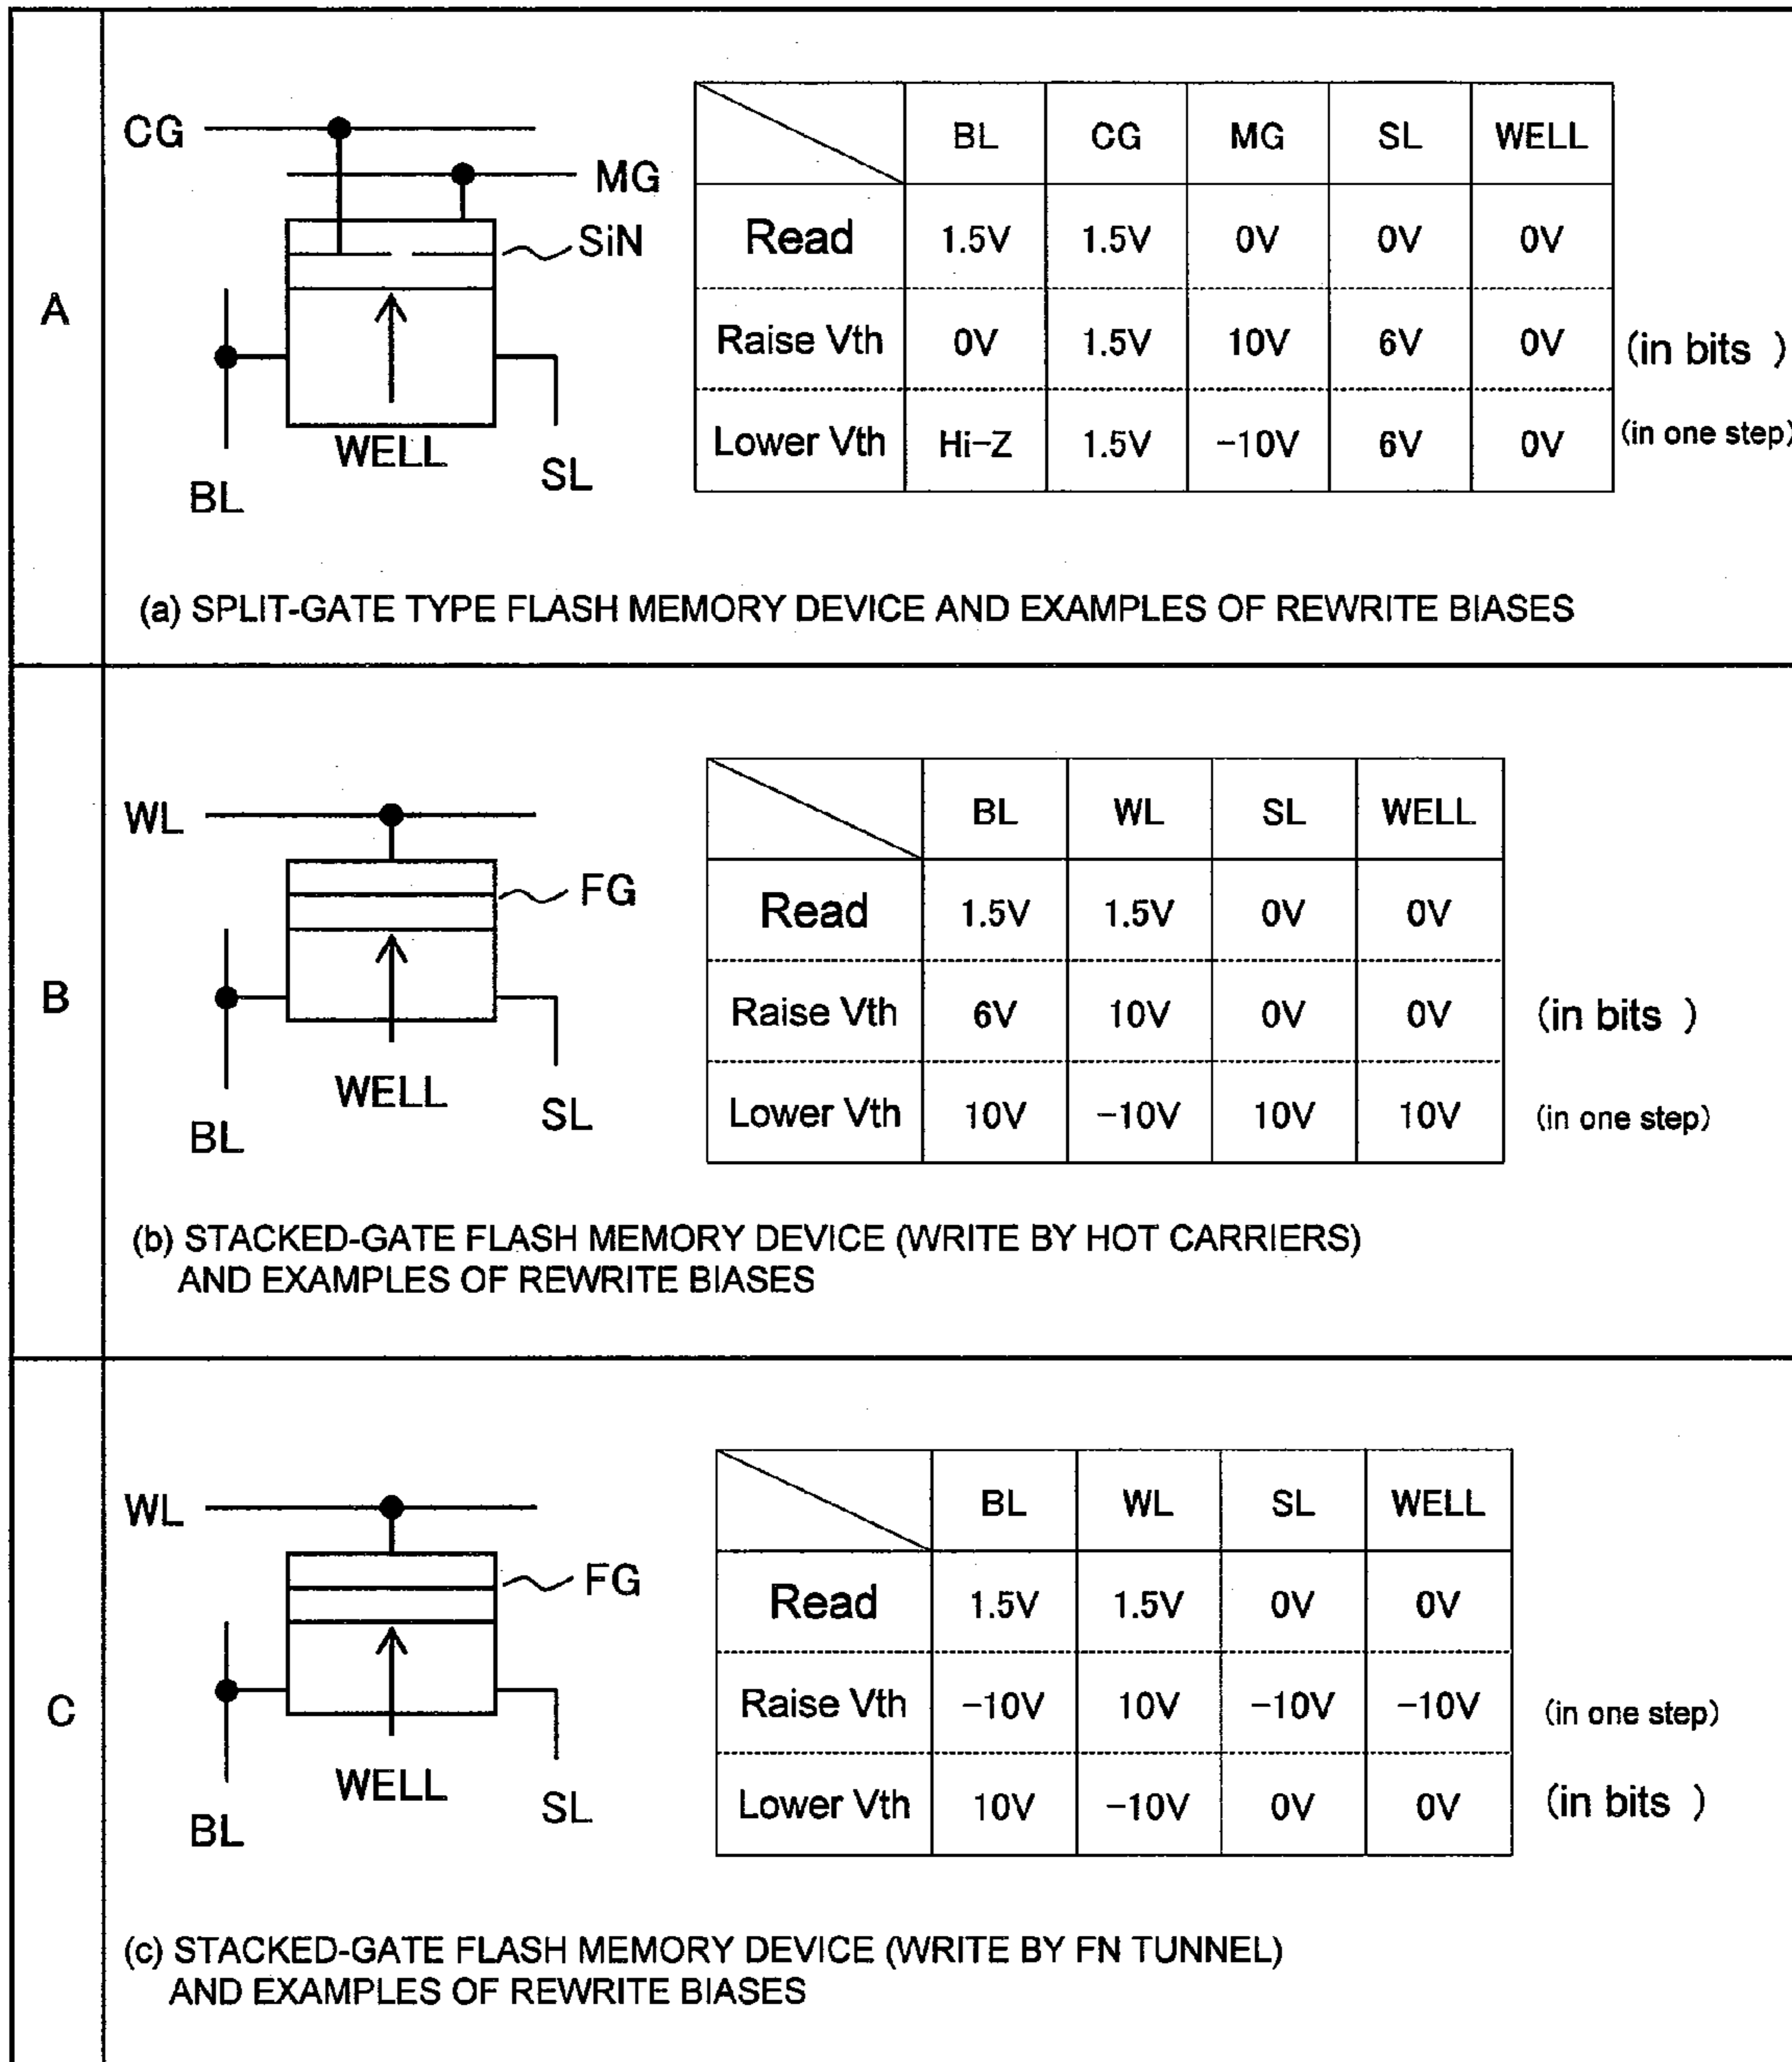 A
CG
MG
SiN
WELL
BL
SL
BL CG MG SL WELL
Read 1.5V 1.5V 0V 0V 0V
Raise Vth 0V 1.5V 10V 6V 0V (in bits )
Lower Vth Hi-Z 1.5V -10V 6V 0V (in one step)
(a) SPLIT-GATE TYPE FLASH MEMORY DEVICE AND EXAMPLES OF REWRITE BIASES
B
WL
FG
WELL
BL
SL
BL WL SL WELL
Read 1.5V 1.5V 0V 0V
Raise Vth 6V 10V 0V 0V (in bits )
Lower Vth 10V -10V 10V 10V (in one step)
(b) STACKED-GATE FLASH MEMORY DEVICE (WRITE BY HOT CARRIERS)
AND EXAMPLES OF REWRITE BIASES
C
WL
FG
WELL
BL
SL
BL WL SL WELL
Read 1.5V 1.5V 0V 0V
Raise Vth -10V 10V -10V -10V (in one step)
Lower Vth 10V -10V 0V 0V (in bits )
(c) STACKED-GATE FLASH MEMORY DEVICE (WRITE BY FN TUNNEL)
AND EXAMPLES OF REWRITE BIASES